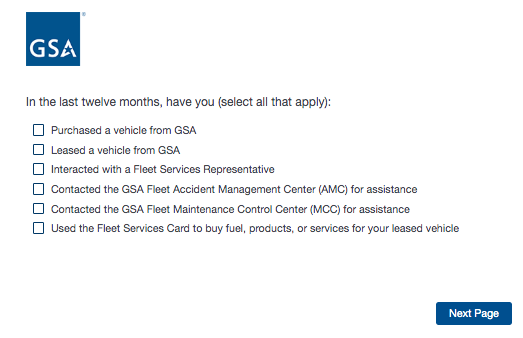 GSA
In the last twelve months, have you (select all that apply):
Purchased a vehicle from GSA
Leased a vehicle from GSA
Interacted with a Fleet Services Representative
Contacted the GSA Fleet Accident Management Center (AMC) for assistance
Contacted the GSA Fleet Maintenance Control Center (MCC) for assistance
Used the Fleet Services Card to buy fuel, products, or services for your leased vehicle
Next Page